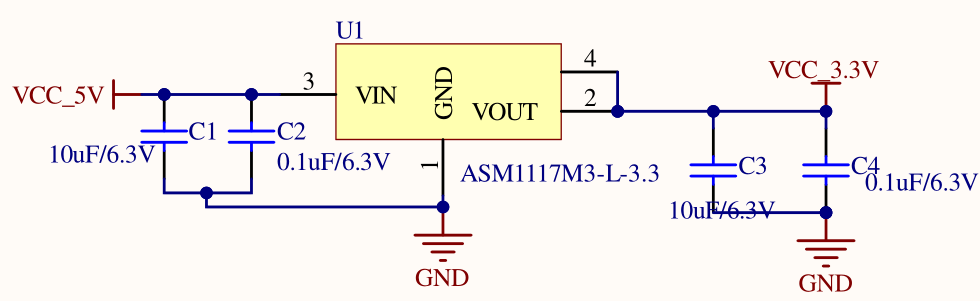 U1
VCC_5V
3
VIN
GND
VOUT
4
2
1
VCC_3.3V
C1
10uF/6.3V
C2
0.1uF/6.3V
ASM1117M3-L-3.3
C3
10uF/6.3V
C4
0.1uF/6.3V
GND
GND